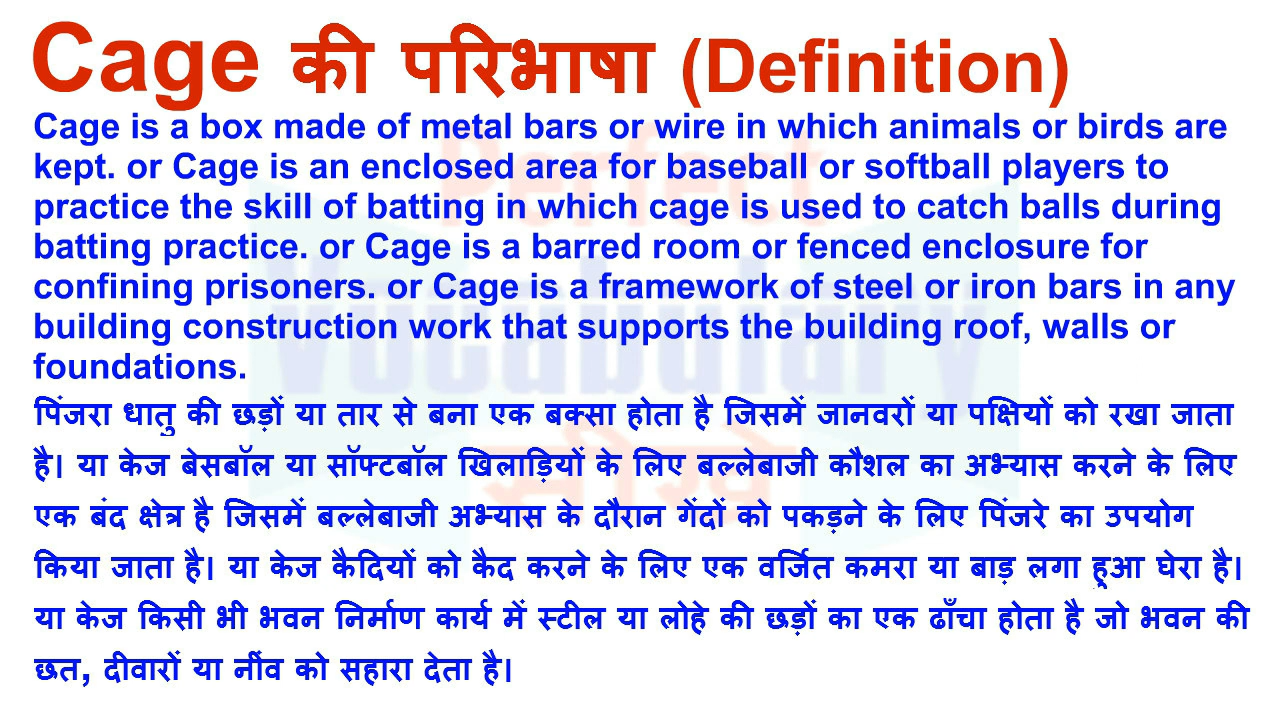 Cage की परिभाषा (Definition)
Cage is a box made of metal bars or wire in which animals or birds are
kept. or Cage is an enclosed area for baseball or softball players to
practice the skill of batting in which cage is used to catch balls during
batting practice. or Cage is a barred room or fenced enclosure for
confining prisoners. or Cage is a framework of steel or iron bars in any
building construction work that supports the building roof, walls or
foundations.
पिंजरा धातु की छड़ों या तार से बना एक बक्सा होता है जिसमें जानवरों या पक्षियों को रखा जाता
है। या केज बेसबॉल या सॉफ्टबॉल खिलाड़ियों के लिए बल्लेबाजी कौशल का अभ्यास करने के लिए
एक बंद क्षेत्र है जिसमें बल्लेबाजी अभ्यास के दौरान गेंदों को पकड़ने के लिए पिंजरे का उपयोग
किया जाता है। या केज कैदियों को कैद करने के लिए एक वर्जित कमरा या बाड़ लगा हुआ घेरा है।
या केज किसी भी भवन निर्माण कार्य में स्टील या लोहे की छड़ों का एक ढाँचा होता है जो भवन की
छत, दीवारों या नींव को सहारा देता है।
Perfect
Vocabulary
सीखे